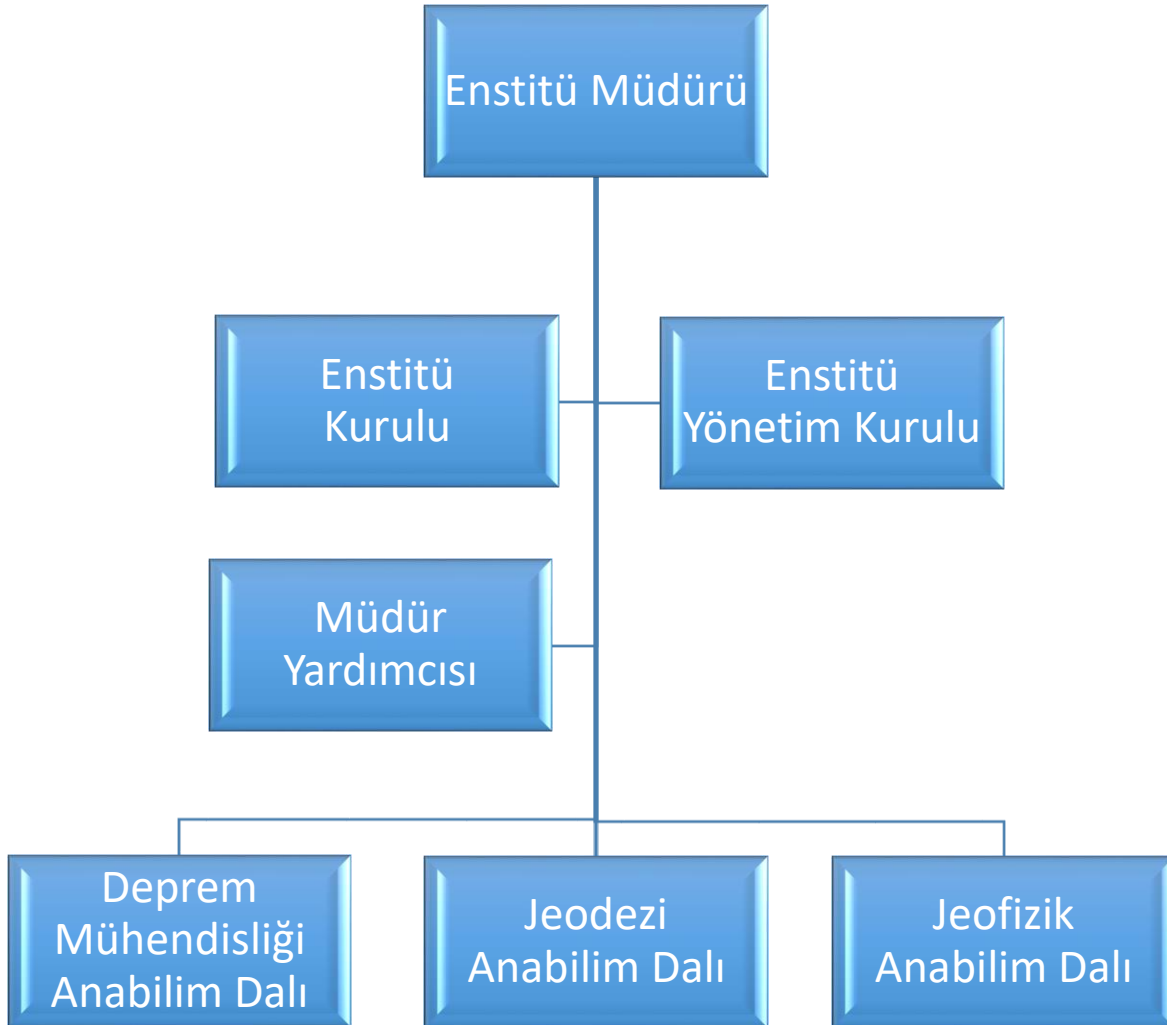 Enstitü Müdürü
Enstitü
Kurulu
Enstitü
Yönetim Kurulu
Müdür
Yardımcısı
Deprem
Mühendisliği
Anabilim Dalı
Jeodezi
Anabilim Dalı
Jeofizik
Anabilim Dalı